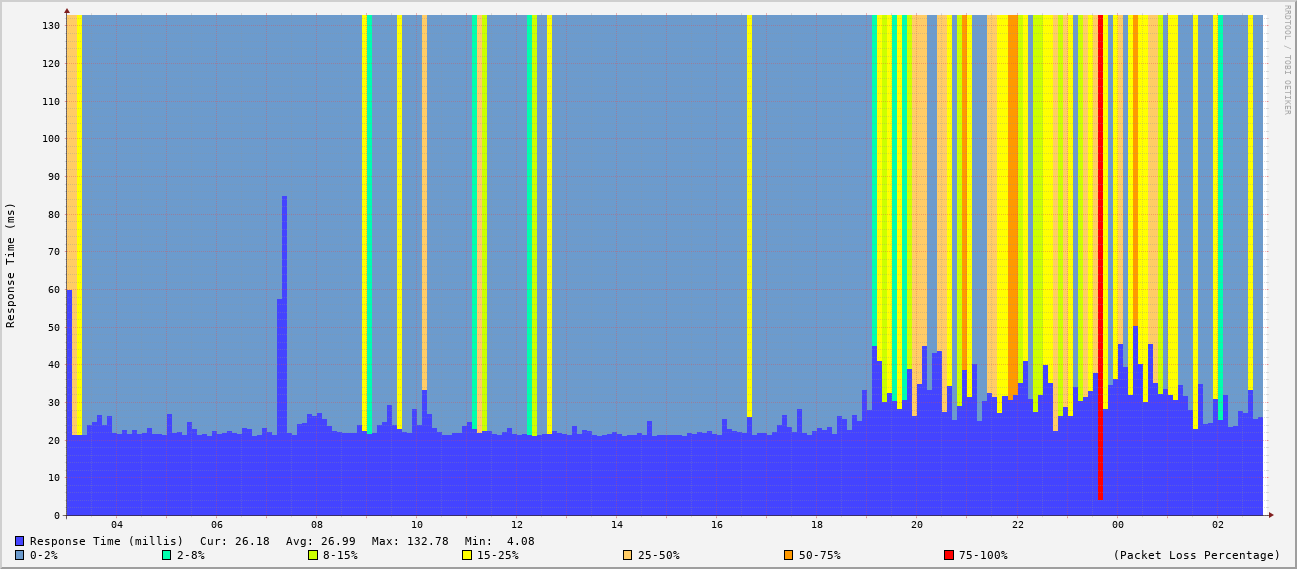 130
120
110
100
90
80
70
60
50
40
30
20
10
0
Response Time (ms)
RRDTOOL / TOBI OETIKER
04 06 08 10 12 14 16 18 20 22 00 02
Response Time (millis) Cur: 26.18 Avg: 26.99 Max: 132.78 Min: 4.08
0-2% 2-8% 8-15% 15-25% 25-50% 50-75% 75-100% (Packet Loss Percentage)